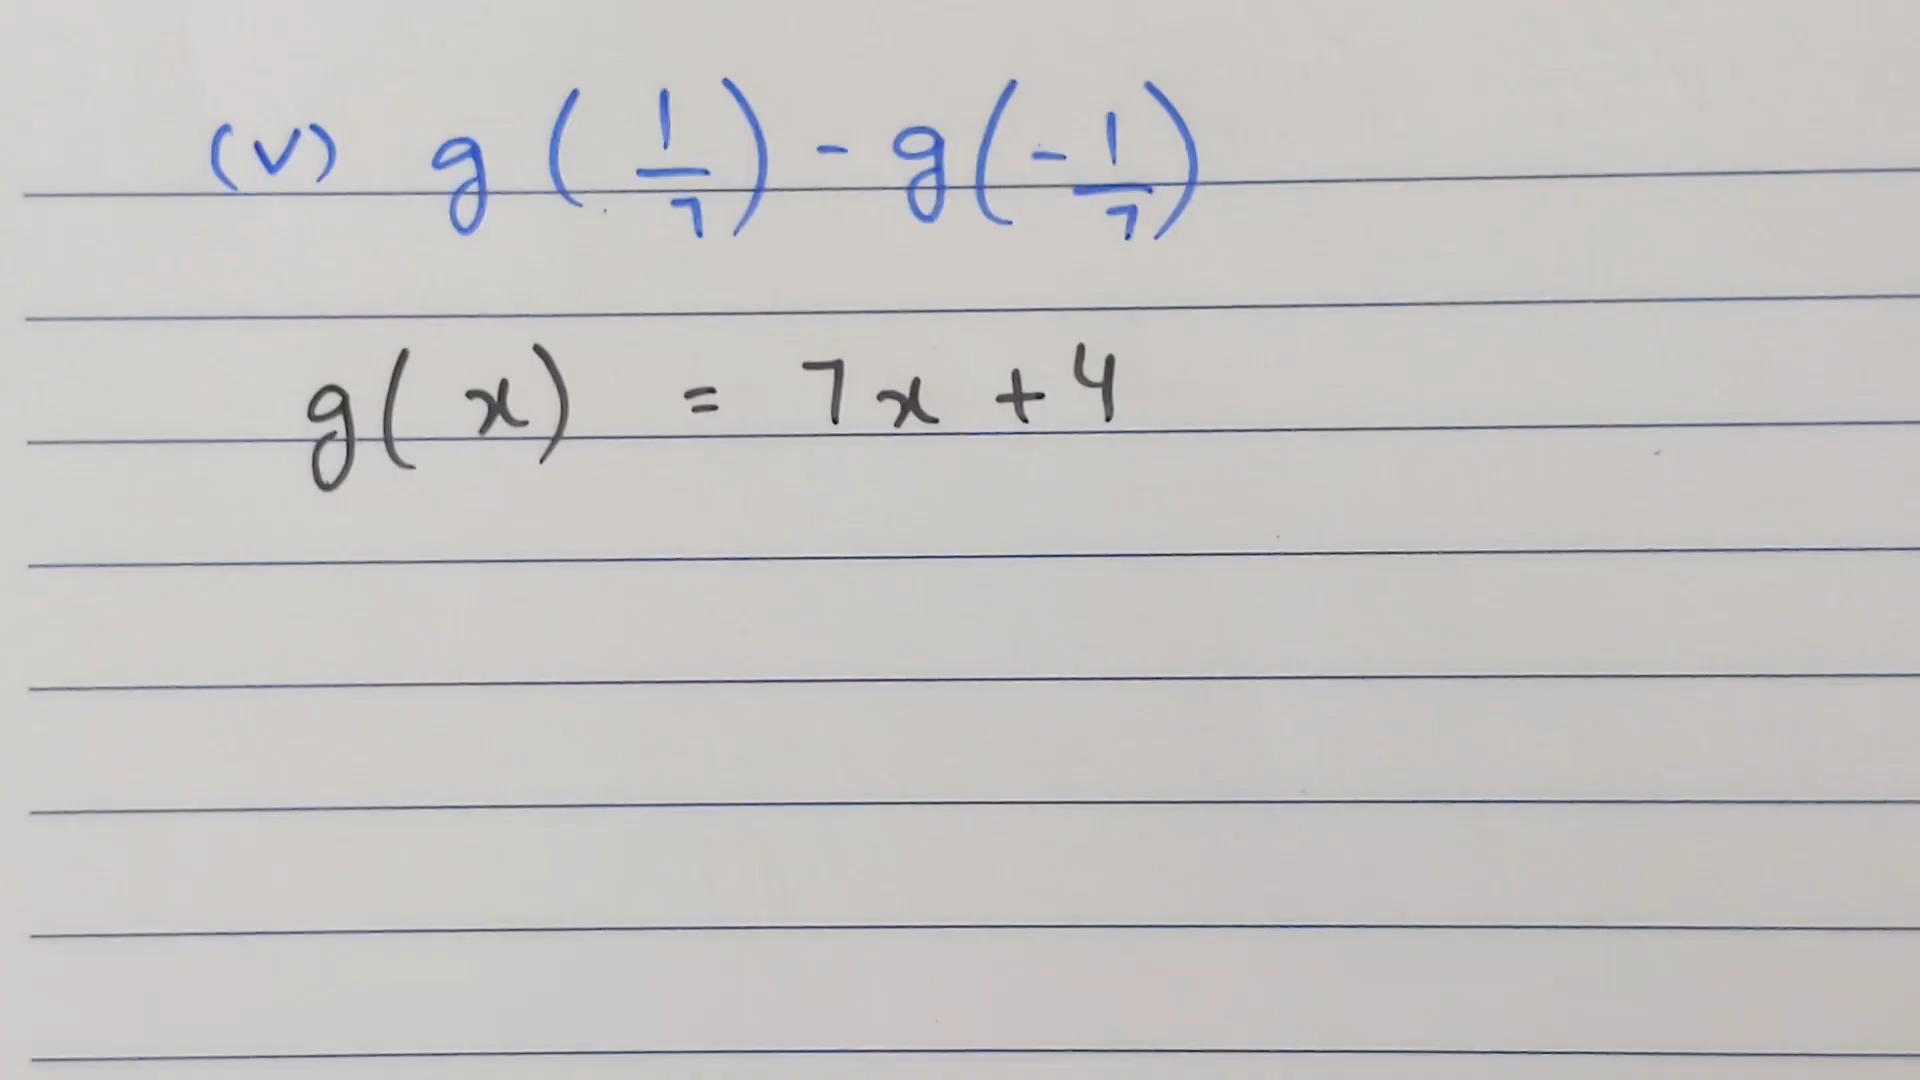 (v) g(1/7) - g(-1/7)
g(x) = 7x + 4